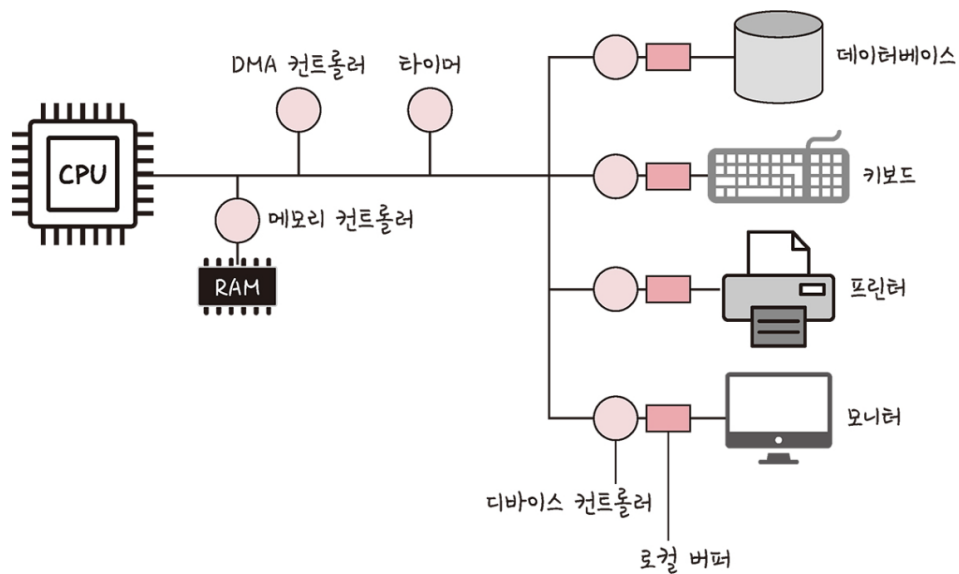 DMA 컨트롤러
타이머
데이터베이스
CPU
키보드
메모리 컨트롤러
RAM
프린터
모니터
디바이스 컨트롤러
로컬 버퍼